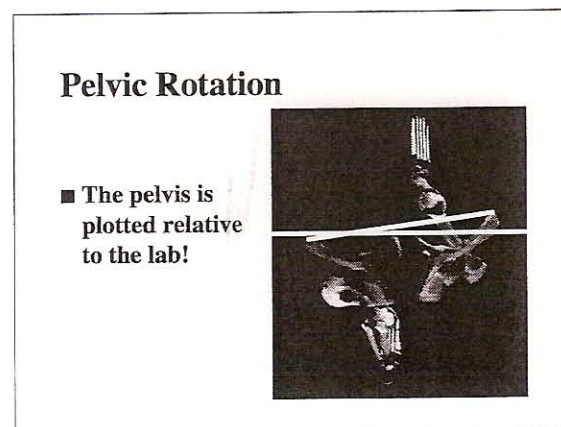 Pelvic Rotation
■ The pelvis is
plotted relative
to the lab!